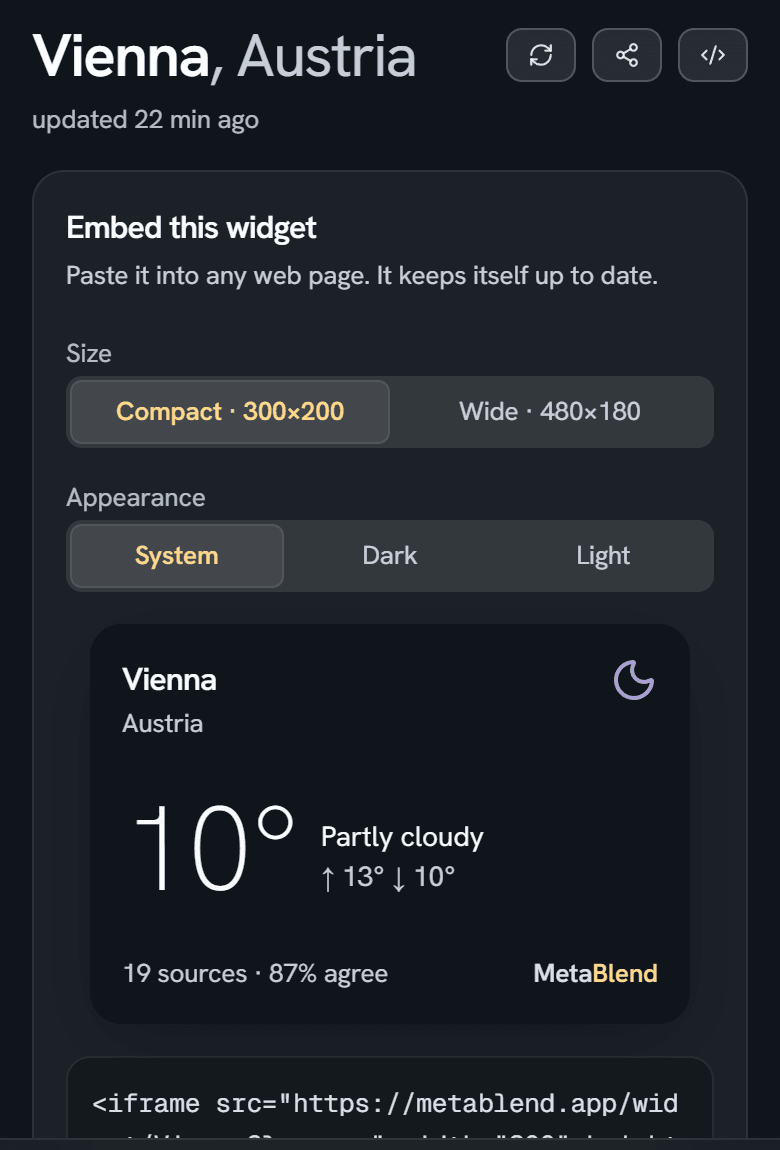 Vienna, Austria
updated 22 min ago
Embed this widget
Paste it into any web page. It keeps itself up to date.
Size
Compact · 300×200 Wide · 480×180
Appearance
System Dark Light
Vienna
Austria
10°
Partly cloudy
↑ 13° ↓ 10°
19 sources · 87% agree MetaBlend
<iframe src="https://metablend.app/wid